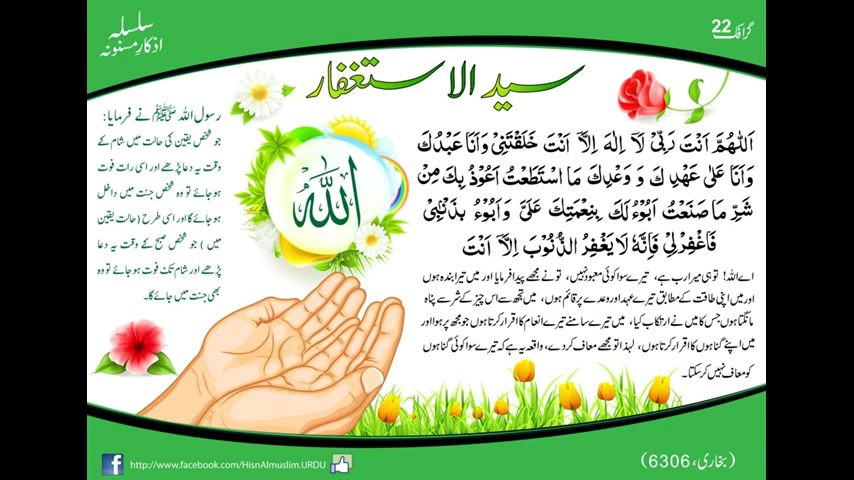 گرافک 22
سلسلہ
اذکارِ مسنونہ
سید الاستغفار
اَللّٰهُمَّ اَنْتَ رَبِّیْ لَآ اِلٰهَ اِلَّآ اَنْتَ خَلَقْتَنِیْ وَاَنَا عَبْدُكَ
وَاَنَا عَلٰی عَهْدِكَ وَ وَعْدِكَ مَا اسْتَطَعْتُ اَعُوْذُ بِكَ مِنْ
شَرِّ مَا صَنَعْتُ اَبُوْءُ لَكَ بِنِعْمَتِكَ عَلَیَّ وَاَبُوْءُ بِذَنْۢبِیْ
فَاغْفِرْلِیْ فَاِنَّهٗ لَا یَغْفِرُ الذُّنُوْبَ اِلَّآ اَنْتَ
اے اللہ! تو ہی میرا رب ہے، تیرے سوا کوئی معبود نہیں، تو نے مجھے پیدا فرمایا اور میں تیرا بندہ ہوں
اور میں اپنی طاقت کے مطابق تیرے عہد اور وعدے پر قائم ہوں، میں تجھ سے اس چیز کے شر سے پناہ
مانگتا ہوں جس کا میں نے ارتکاب کیا، میں تیرے سامنے تیرے انعام کا اقرار کرتا ہوں جو مجھ پر ہوا اور
میں اپنے گناہوں کا اقرار کرتا ہوں، لہٰذا تو مجھے معاف کر دے، واقعہ یہ ہے کہ تیرے سوا کوئی گناہوں
کو معاف نہیں کر سکتا۔
اللہ
رسول اللہ ﷺ نے فرمایا:
جو شخص یقین کی حالت میں شام کے
وقت یہ دعا پڑھے اور اسی رات فوت
ہو جائے تو وہ شخص جنت میں داخل
ہو جائے گا اور اسی طرح (حالت یقین
میں) جو شخص صبح کے وقت یہ دعا
پڑھے اور شام تک فوت ہو جائے تو وہ
بھی جنت میں جائے گا۔
http://www.facebook.com/HisnAlmuslim.URDU
(بخاری، 6306)